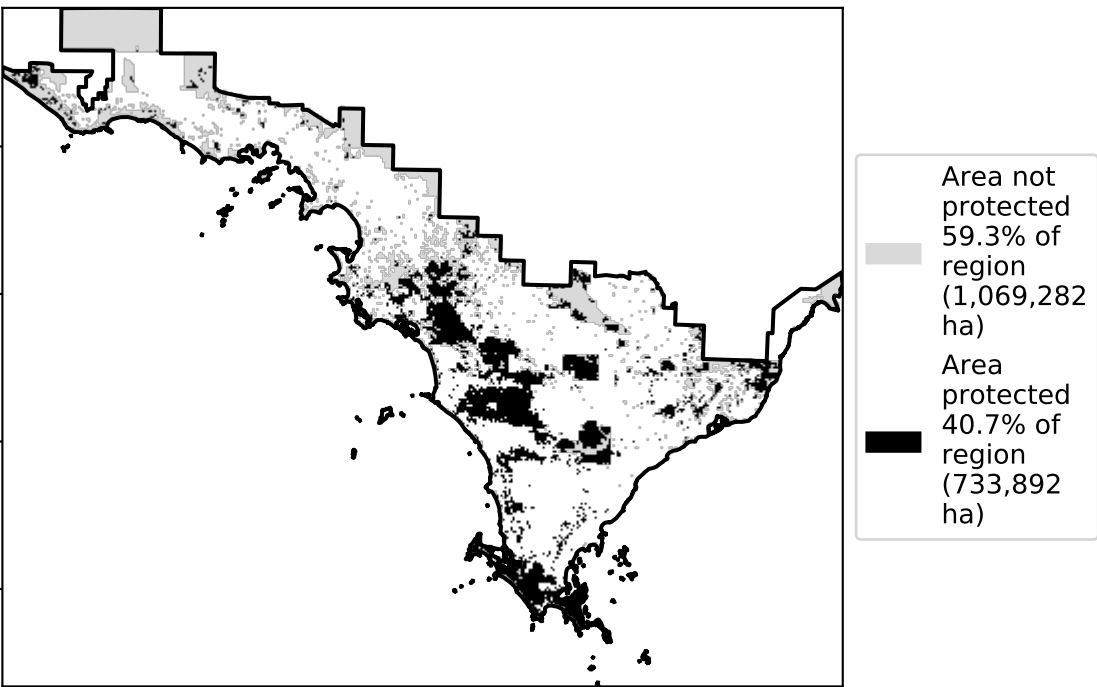 Area not
protected
59.3% of
region
(1,069,282
ha)
Area
protected
40.7% of
region
(733,892
ha)